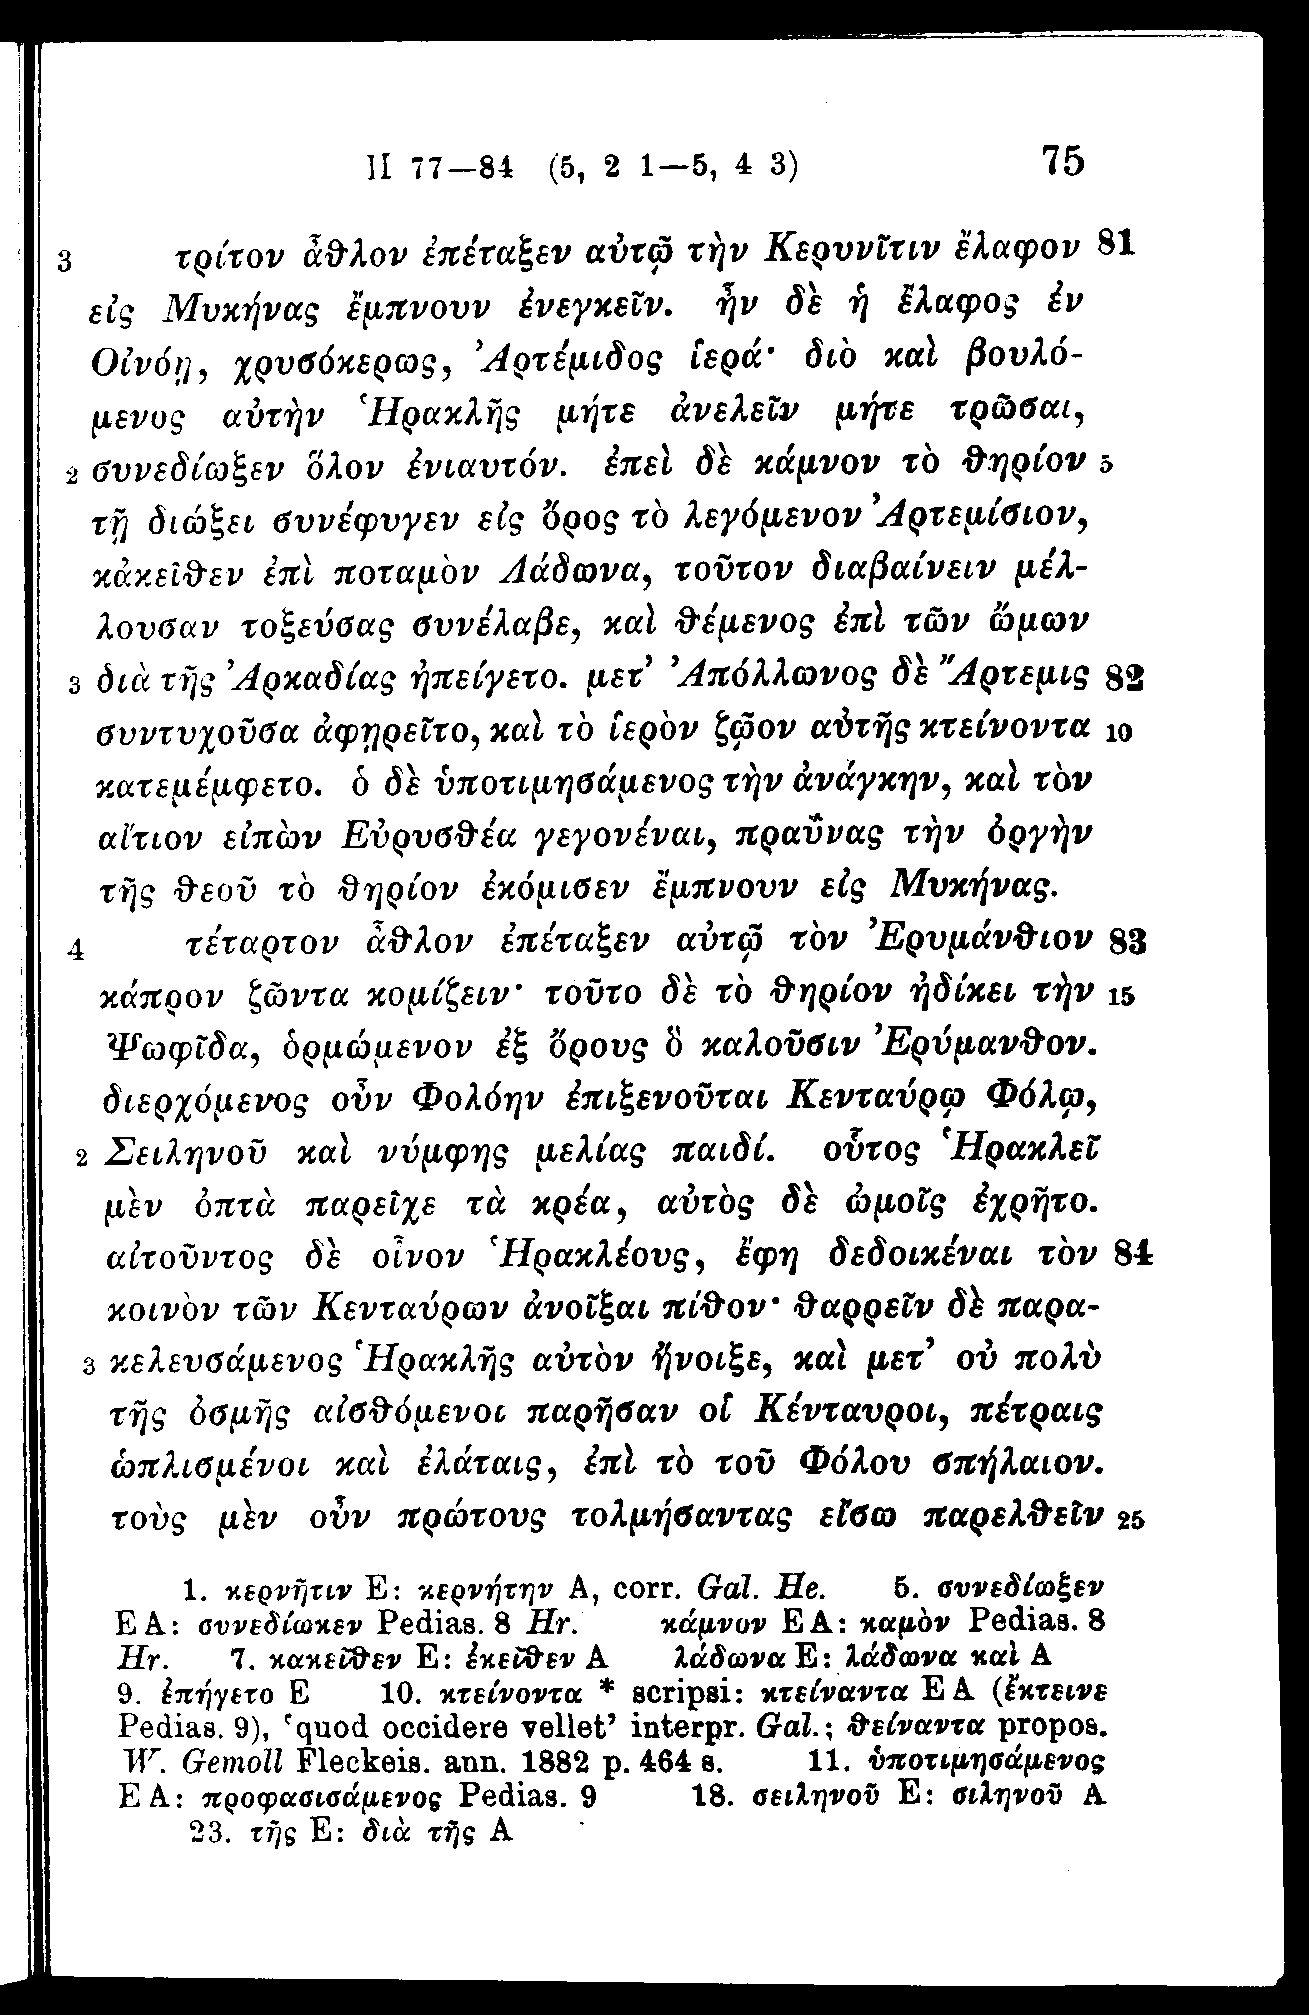 II 77—84 (5, 2 1—5, 4 3) 75
3 τρίτον ἆθλον ἐπέταξεν αὐτῷ τὴν Κερυνῖτιν ἔλαφον 81
εἰς Μυκήνας ἔμπνουν ἐνεγκεῖν. ἦν δὲ ἡ ἔλαφος ἐν
Οἰνόῃ, χρυσόκερως, Ἀρτέμιδος ἱερά· διὸ καὶ βουλό-
μενος αὐτὴν Ἡρακλῆς μήτε ἀνελεῖν μήτε τρῶσαι,
2 συνεδίωξεν ὅλον ἐνιαυτόν. ἐπεὶ δὲ κάμνον τὸ θηρίον 5
τῇ διώξει συνέφυγεν εἰς ὄρος τὸ λεγόμενον Ἀρτεμίσιον,
κἀκεῖθεν ἐπὶ ποταμὸν Λάδωνα, τοῦτον διαβαίνειν μέλ-
λουσαν τοξεύσας συνέλαβε, καὶ θέμενος ἐπὶ τῶν ὤμων
3 διὰ τῆς Ἀρκαδίας ἠπείγετο. μετ’ Ἀπόλλωνος δὲ Ἄρτεμις 82
συντυχοῦσα ἀφῃρεῖτο, καὶ τὸ ἱερὸν ζῷον αὐτῆς κτείνοντα 10
κατεμέμφετο. ὁ δὲ ὑποτιμησάμενος τὴν ἀνάγκην, καὶ τὸν
αἴτιον εἰπὼν Εὐρυσθέα γεγονέναι, πραΰνας τὴν ὀργὴν
τῆς θεοῦ τὸ θηρίον ἐκόμισεν ἔμπνουν εἰς Μυκήνας.
4 τέταρτον ἆθλον ἐπέταξεν αὐτῷ τὸν Ἐρυμάνθιον 83
κάπρον ζῶντα κομίζειν· τοῦτο δὲ τὸ θηρίον ἠδίκει τὴν 15
Ψωφῖδα, ὁρμώμενον ἐξ ὄρους ὃ καλοῦσιν Ἐρύμανθον.
διερχόμενος οὖν Φολόην ἐπιξενοῦται Κενταύρῳ Φόλῳ,
2 Σειληνοῦ καὶ νύμφης μελίας παιδί. οὗτος Ἡρακλεῖ
μὲν ὀπτὰ παρεῖχε τὰ κρέα, αὐτὸς δὲ ὠμοῖς ἐχρῆτο.
αἰτοῦντος δὲ οἶνον Ἡρακλέους, ἔφη δεδοικέναι τὸν 84
κοινὸν τῶν Κενταύρων ἀνοῖξαι πίθον· θαρρεῖν δὲ παρα-
3 κελευσάμενος Ἡρακλῆς αὐτὸν ἤνοιξε, καὶ μετ’ οὐ πολὺ
τῆς ὀσμῆς αἰσθόμενοι παρῆσαν οἱ Κένταυροι, πέτραις
ὡπλισμένοι καὶ ἐλάταις, ἐπὶ τὸ τοῦ Φόλου σπήλαιον.
τοὺς μὲν οὖν πρώτους τολμήσαντας εἴσω παρελθεῖν 25
1. κερνῆτιν E: κερνήτην A, corr. Gal. He. 5. συνεδίωξεν
EA: συνεδίωκεν Pedias. 8 Hr. κάμνον EA: καμὸν Pedias. 8
Hr. 7. κακεῖθεν E: ἐκεῖθεν A λάδωνα E: λάδωνα καὶ A
9. ἐπήγετο E 10. κτείνοντα * scripsi: κτείναντα EA (ἔκτεινε
Pedias. 9), ‘quod occidere vellet’ interpr. Gal.; θείναντα propos.
W. Gemoll Fleckeis. ann. 1882 p. 464 s. 11. ὑποτιμησάμενος
EA: προφασισάμενος Pedias. 9 18. σειληνοῦ E: σιληνοῦ A
23. τῆς E: διὰ τῆς A